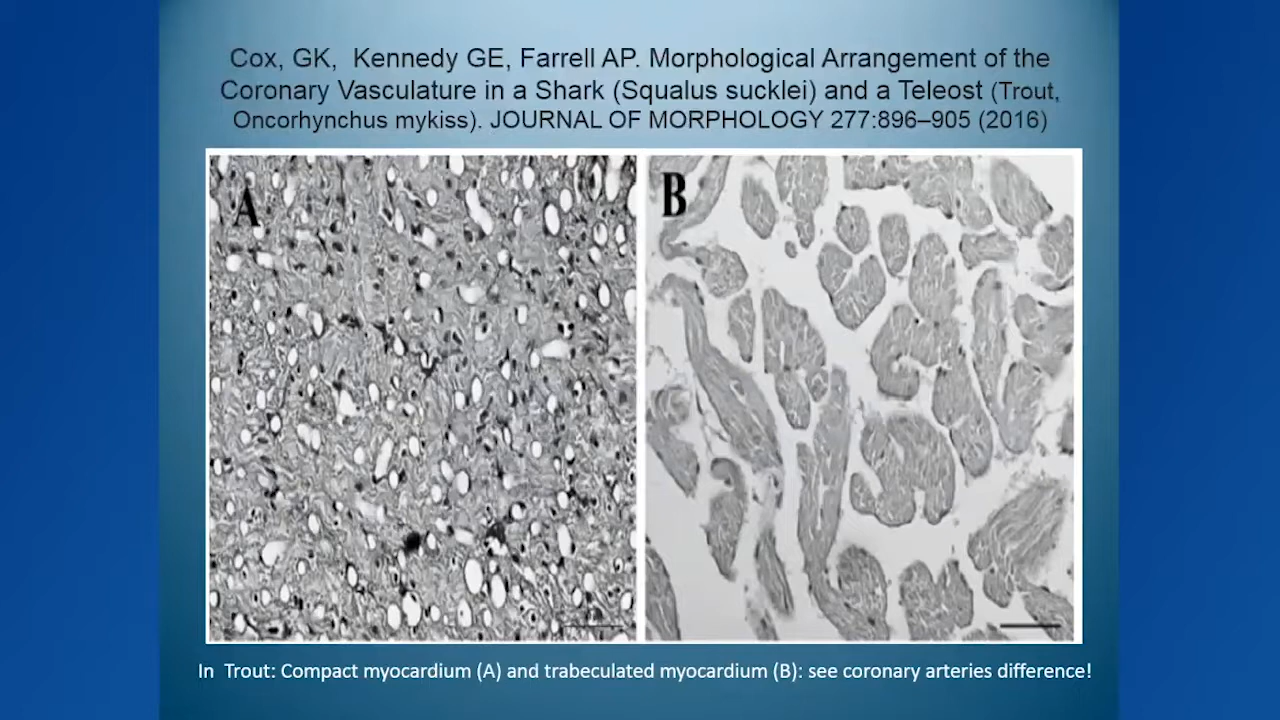 Cox, GK, Kennedy GE, Farrell AP. Morphological Arrangement of the
Coronary Vasculature in a Shark (Squalus sucklei) and a Teleost (Trout,
Oncorhynchus mykiss). JOURNAL OF MORPHOLOGY 277:896–905 (2016)
A
B
In Trout: Compact myocardium (A) and trabeculated myocardium (B): see coronary arteries difference!